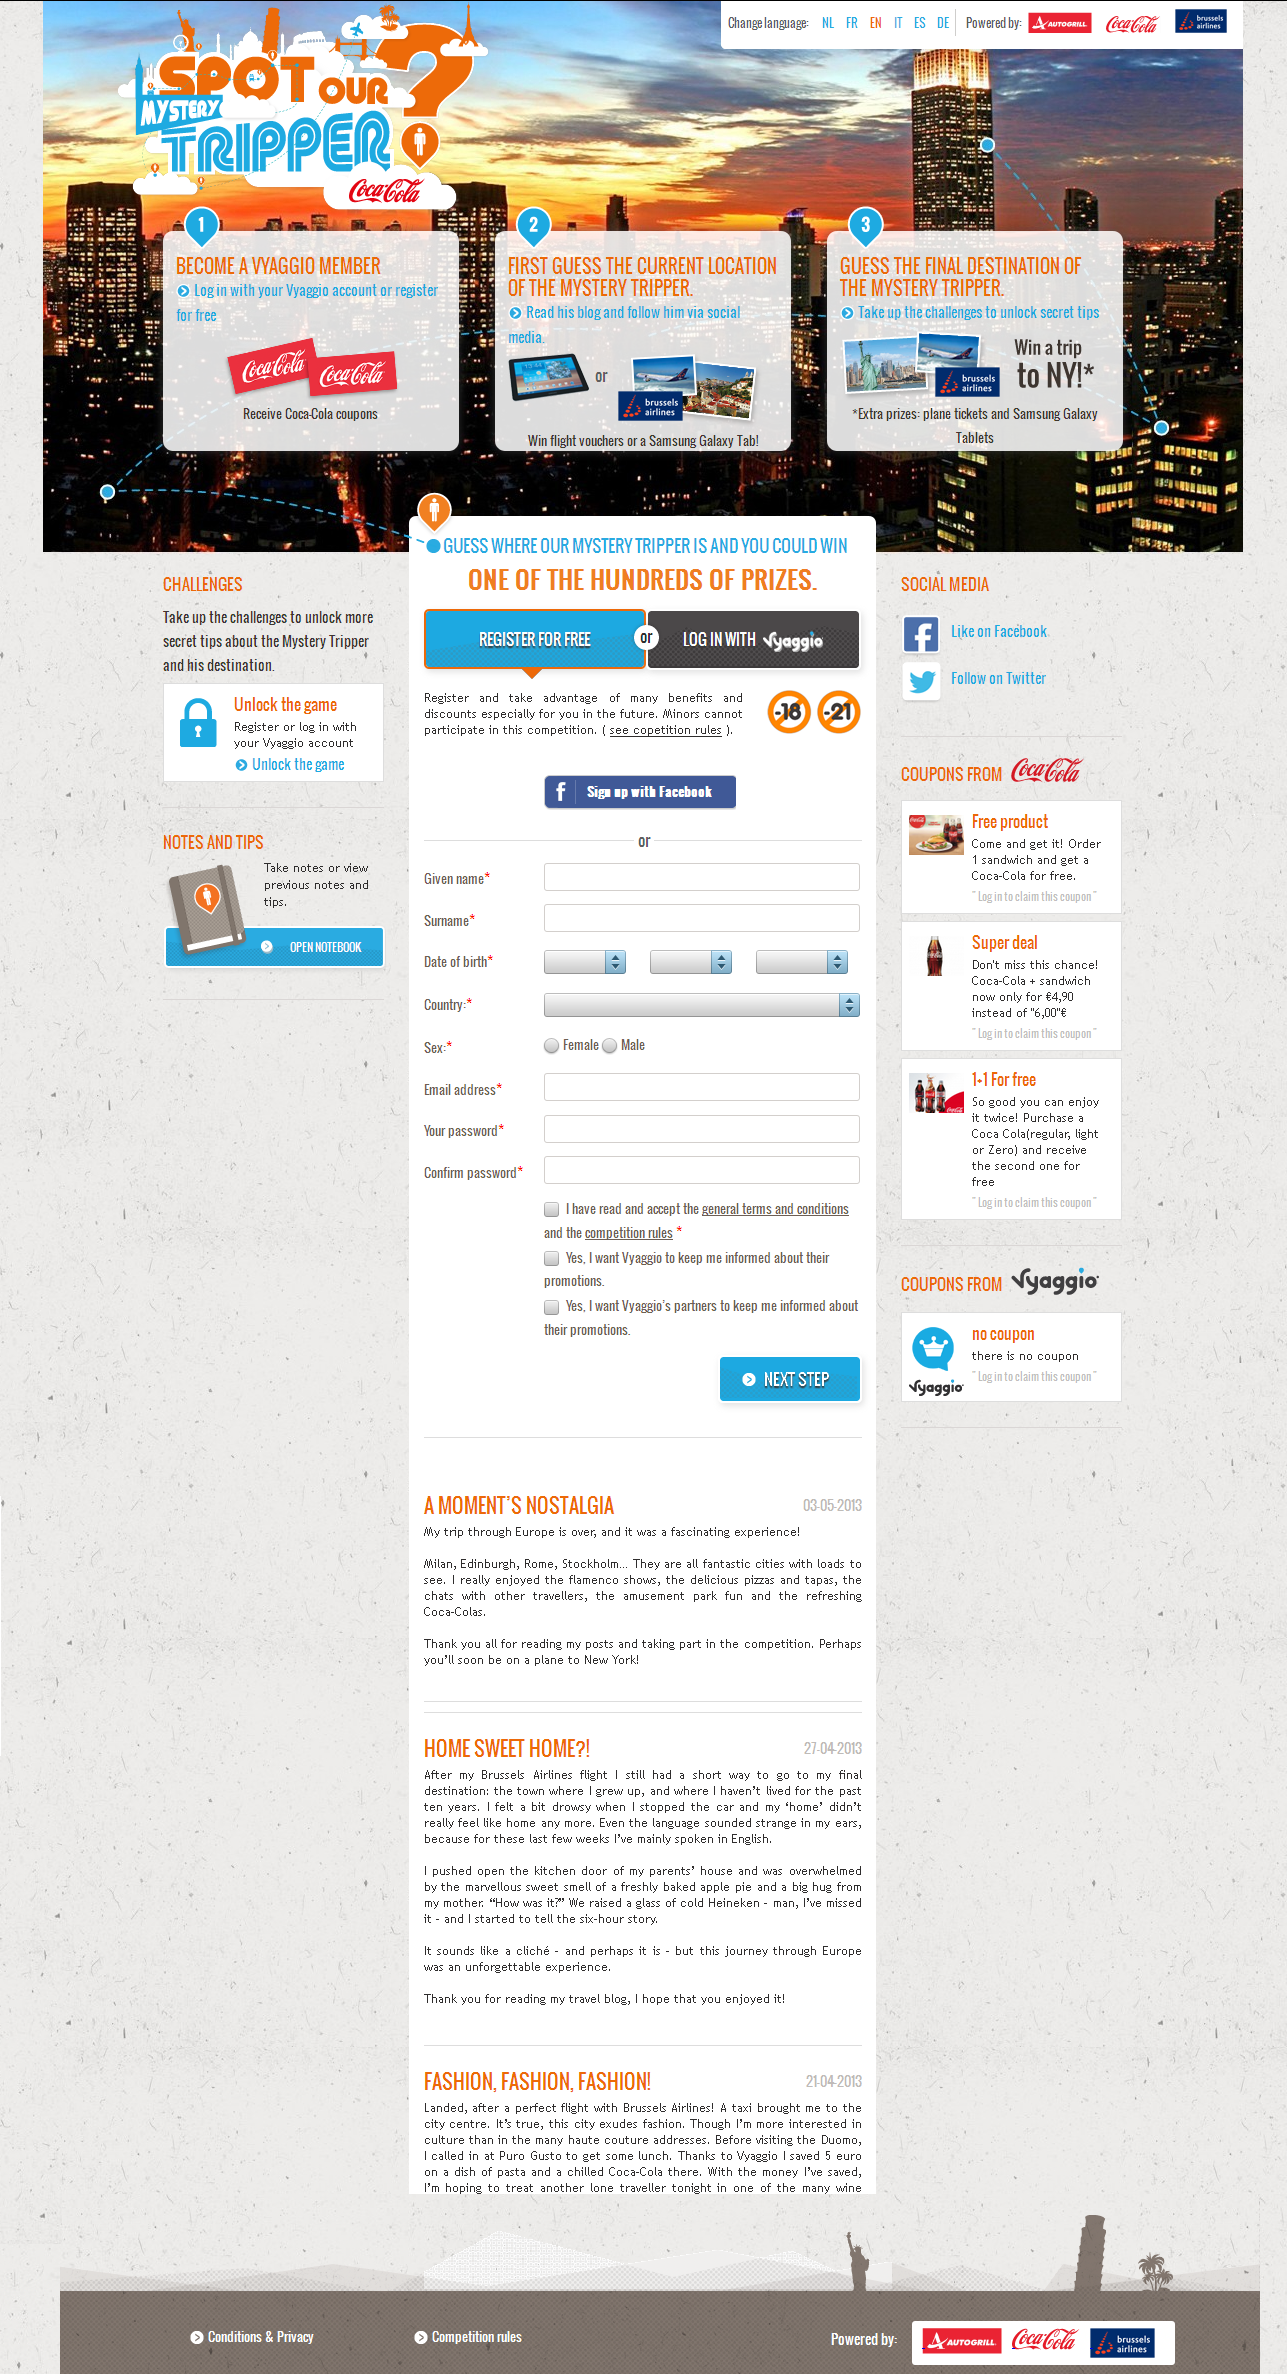 Change language: NL FR EN IT ES DE Powered by: AUTOGRILL Coca-Cola brussels airlines
SPOT OUR
MYSTERY
TRIPPER ?
Coca-Cola
1
BECOME A VYAGGIO MEMBER
Log in with your Vyaggio account or register
for free
Coca-Cola Coca-Cola
Receive Coca-Cola coupons
2
FIRST GUESS THE CURRENT LOCATION
OF THE MYSTERY TRIPPER.
Read his blog and follow him via social
media.
or
brussels
airlines
Win flight vouchers or a Samsung Galaxy Tab!
3
GUESS THE FINAL DESTINATION OF
THE MYSTERY TRIPPER.
Take up the challenges to unlock secret tips
Win a trip
to NY!*
brussels
airlines
*Extra prizes: plane tickets and Samsung Galaxy
Tablets
CHALLENGES
Take up the challenges to unlock more
secret tips about the Mystery Tripper
and his destination.
Unlock the game
Register or log in with
your Vyaggio account
Unlock the game
NOTES AND TIPS
Take notes or view
previous notes and
tips.
OPEN NOTEBOOK
GUESS WHERE OUR MYSTERY TRIPPER IS AND YOU COULD WIN
ONE OF THE HUNDREDS OF PRIZES.
REGISTER FOR FREE or LOG IN WITH Vyaggio
Register and take advantage of many benefits and
discounts especially for you in the future. Minors cannot
participate in this competition. ( see copetition rules ).
-18 -21
Sign up with Facebook
or
Given name*
Surname*
Date of birth*
Country:*
Sex:* Female Male
Email address*
Your password*
Confirm password*
I have read and accept the general terms and conditions
and the competition rules *
Yes, I want Vyaggio to keep me informed about their
promotions.
Yes, I want Vyaggio's partners to keep me informed about
their promotions.
NEXT STEP
A MOMENT'S NOSTALGIA 03-05-2013
My trip through Europe is over, and it was a fascinating experience!
Milan, Edinburgh, Rome, Stockholm... They are all fantastic cities with loads to
see. I really enjoyed the flamenco shows, the delicious pizzas and tapas, the
chats with other travellers, the amusement park fun and the refreshing
Coca-Colas.
Thank you all for reading my posts and taking part in the competition. Perhaps
you'll soon be on a plane to New York!
HOME SWEET HOME?! 27-04-2013
After my Brussels Airlines flight I still had a short way to go to my final
destination: the town where I grew up, and where I haven't lived for the past
ten years. I felt a bit drowsy when I stopped the car and my 'home' didn't
really feel like home any more. Even the language sounded strange in my ears,
because for these last few weeks I've mainly spoken in English.
I pushed open the kitchen door of my parents' house and was overwhelmed
by the marvellous sweet smell of a freshly baked apple pie and a big hug from
my mother. “How was it?” We raised a glass of cold Heineken - man, I've missed
it - and I started to tell the six-hour story.
It sounds like a cliché - and perhaps it is - but this journey through Europe
was an unforgettable experience.
Thank you for reading my travel blog, I hope that you enjoyed it!
FASHION, FASHION, FASHION! 21-04-2013
Landed, after a perfect flight with Brussels Airlines! A taxi brought me to the
city centre. It's true, this city exudes fashion. Though I'm more interested in
culture than in the many haute couture addresses. Before visiting the Duomo,
I called in at Puro Gusto to get some lunch. Thanks to Vyaggio I saved 5 euro
on a dish of pasta and a chilled Coca-Cola there. With the money I've saved,
I'm hoping to treat another lone traveller tonight in one of the many wine
SOCIAL MEDIA
Like on Facebook
Follow on Twitter
COUPONS FROM Coca-Cola
Free product
Come and get it! Order
1 sandwich and get a
Coca-Cola for free.
" Log in to claim this coupon "
Super deal
Don't miss this chance!
Coca-Cola + sandwich
now only for €4,90
instead of "6,00"€
" Log in to claim this coupon "
1+1 For free
So good you can enjoy
it twice! Purchase a
Coca Cola(regular, light
or Zero) and receive
the second one for
free
" Log in to claim this coupon "
COUPONS FROM Vyaggio
no coupon
there is no coupon
" Log in to claim this coupon "
Vyaggio
Conditions & Privacy
Competition rules
Powered by: AUTOGRILL Coca-Cola brussels airlines